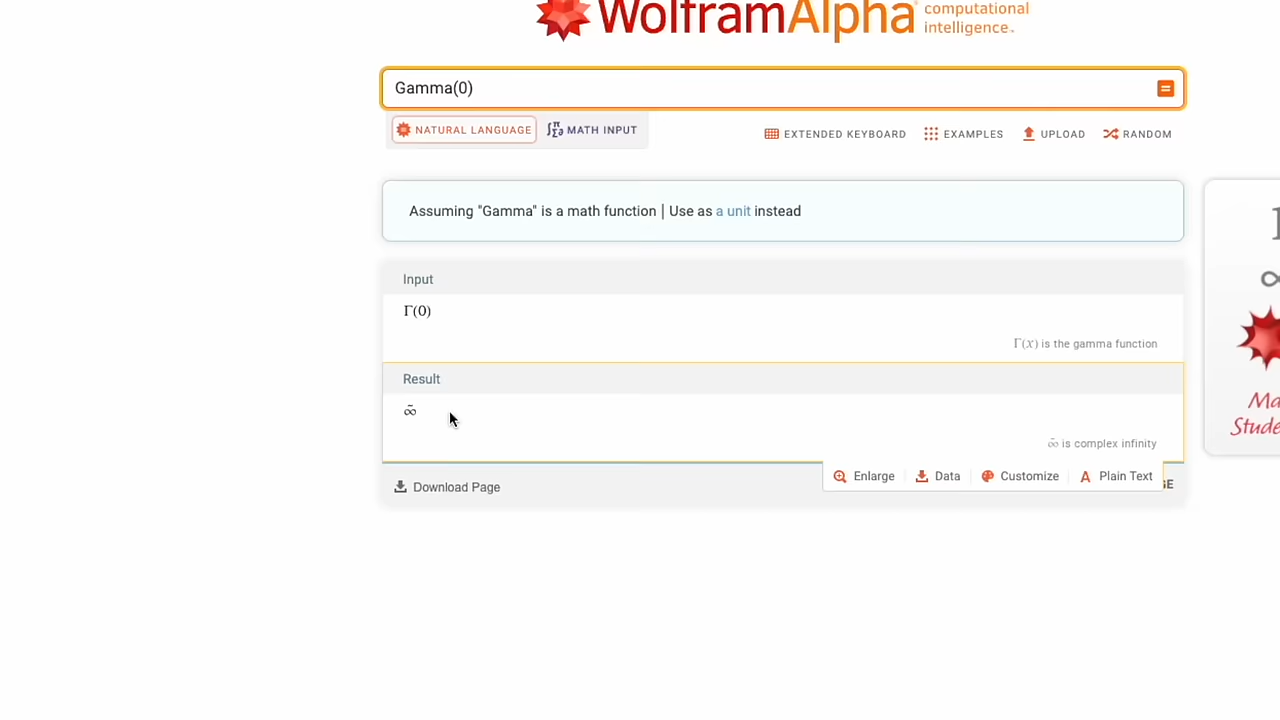 WolframAlpha computational intelligence.
Gamma(0)
NATURAL LANGUAGE
MATH INPUT
EXTENDED KEYBOARD
EXAMPLES
UPLOAD
RANDOM
Assuming "Gamma" is a math function | Use as a unit instead
Input
Γ(0)
Γ(x) is the gamma function
Result
∞̃
∞̃ is complex infinity
Enlarge
Data
Customize
A Plain Text
Download Page